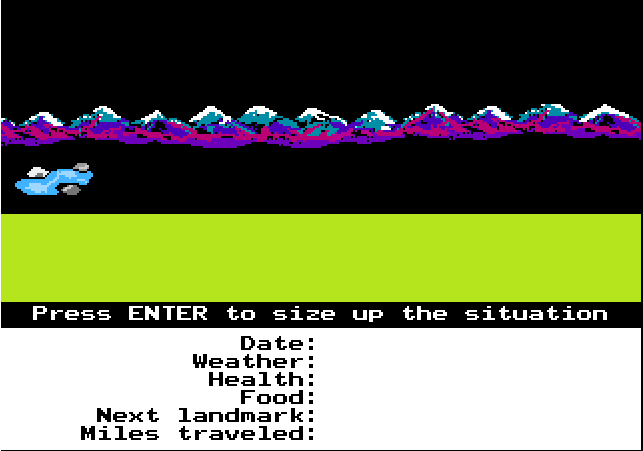 Press ENTER to size up the situation
Date:
Weather:
Health:
Food:
Next landmark:
Miles traveled: